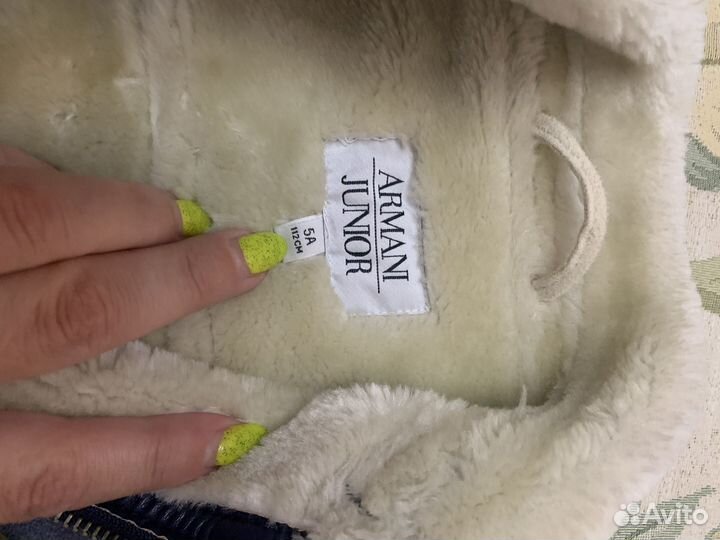 ARMANI
JUNIOR
5A
112CM
Avito